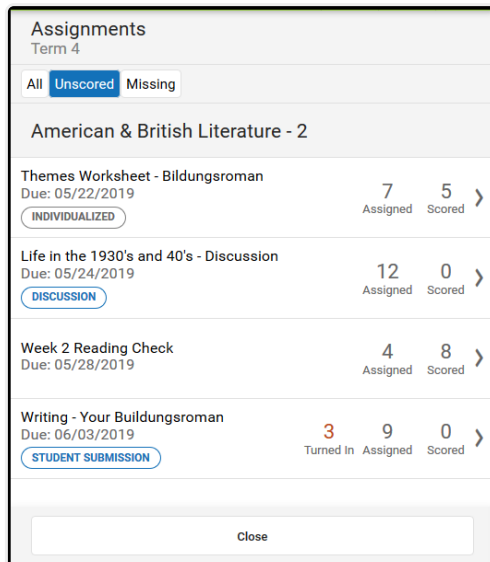 Assignments
Term 4
All Unscored Missing
American & British Literature - 2
Themes Worksheet - Bildungsroman
Due: 05/22/2019
INDIVIDUALIZED
7 5
Assigned Scored
Life in the 1930's and 40's - Discussion
Due: 05/24/2019
DISCUSSION
12 0
Assigned Scored
Week 2 Reading Check
Due: 05/28/2019
4 8
Assigned Scored
Writing - Your Buildungsroman
Due: 06/03/2019
STUDENT SUBMISSION
3 9 0
Turned In Assigned Scored
Close